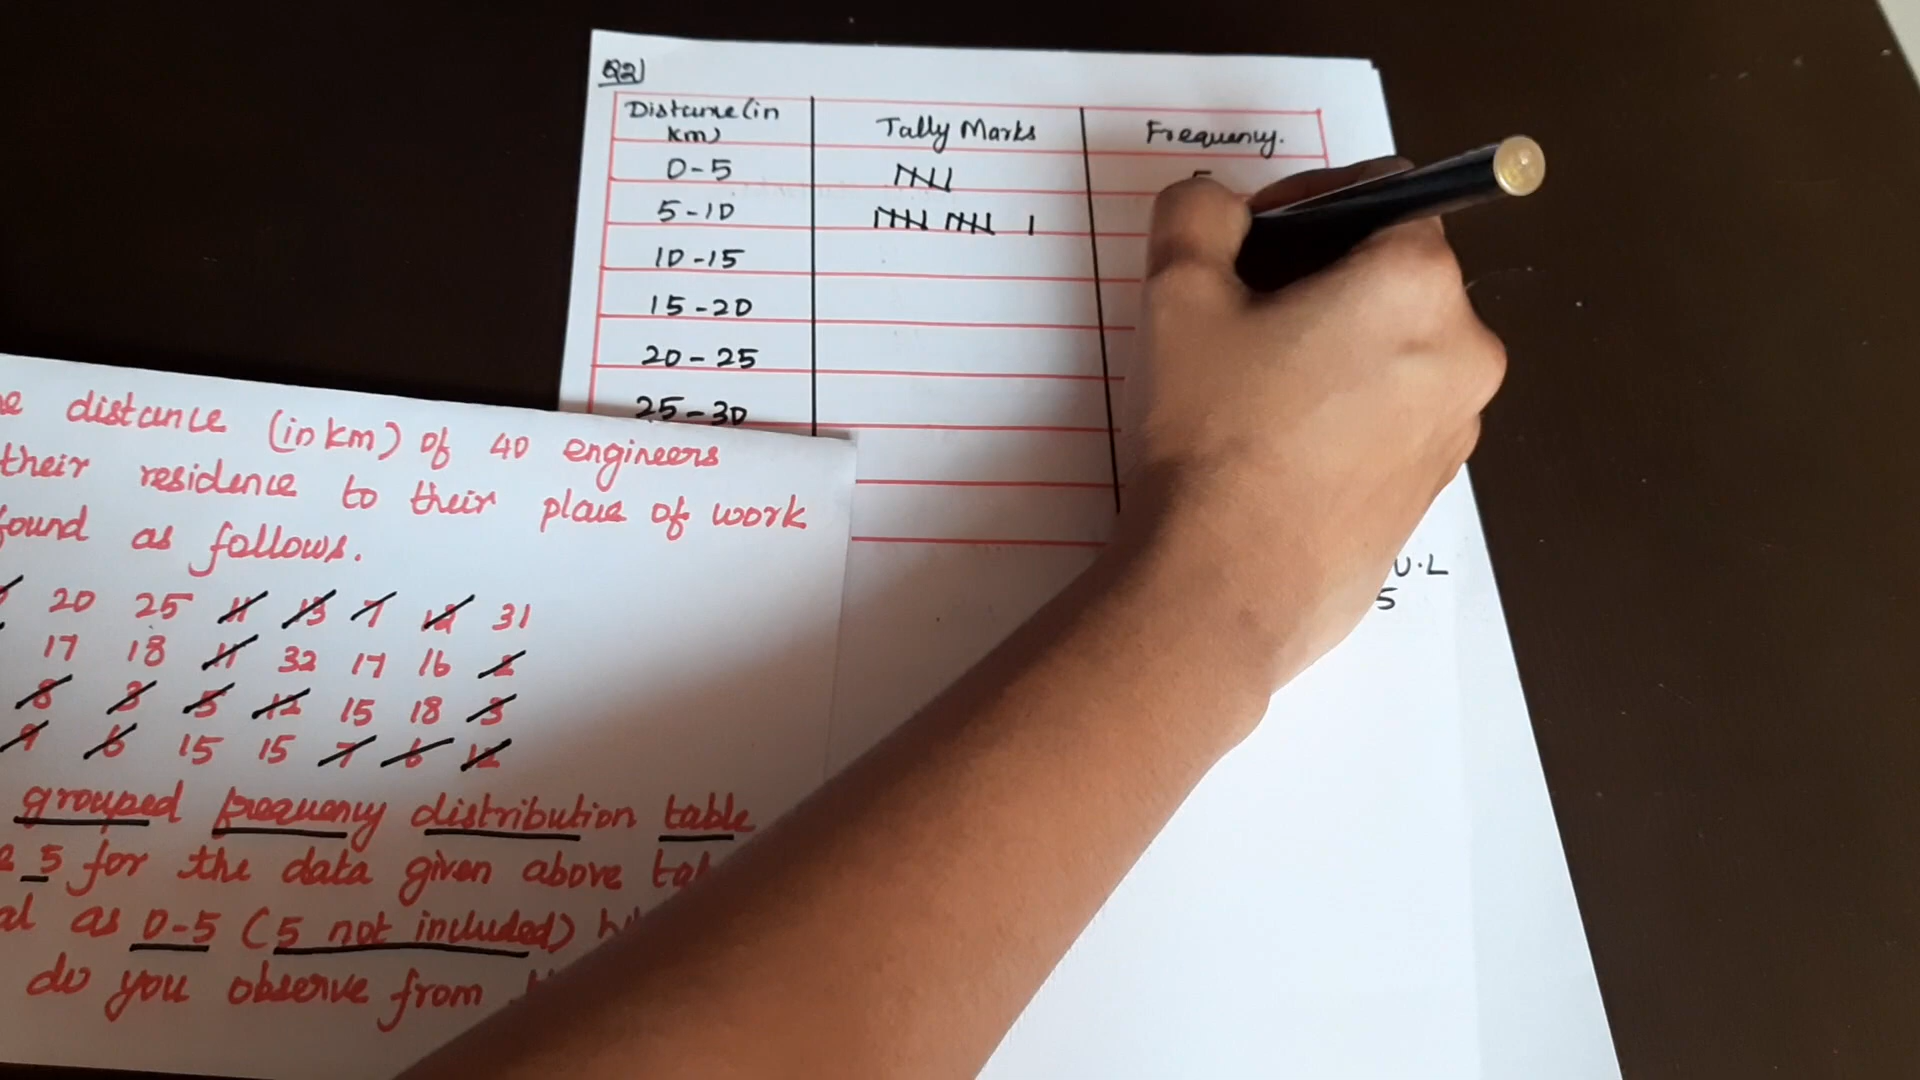 Q2)
Distance (in km) Tally Marks Frequency.
0-5 5
5-10
10-15
15-20
20-25
25-30
distance (in km) of 40 engineers
their residence to their place of work
found as follows.
20 25 11 13 7 12 31
17 18 11 32 17 16 2
8 3 5 12 15 18 3
9 6 15 15 7 6 12
grouped frequency distribution table
5 for the data given above
as 0-5 (5 not included)
do you observe from
U.L
5